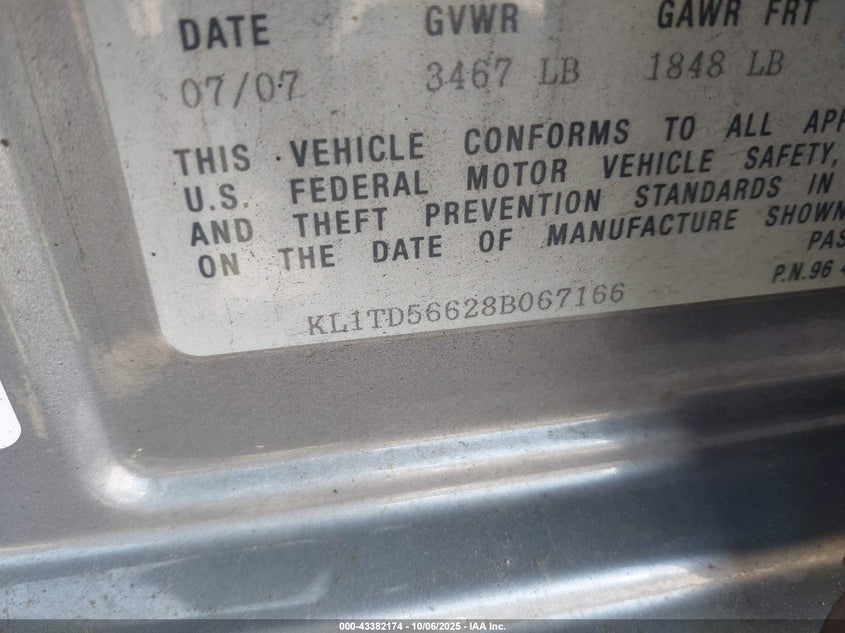 DATE GVWR GAWR FRT
07/07 3467 LB 1848 LB
THIS VEHICLE CONFORMS TO ALL
U.S. FEDERAL MOTOR VEHICLE SAFETY,
AND THEFT PREVENTION STANDARDS IN
ON THE DATE OF MANUFACTURE SHOWN
P.N.96
KL1TD56628B067166
000-43382174 - 10/06/2025 - IAA Inc.